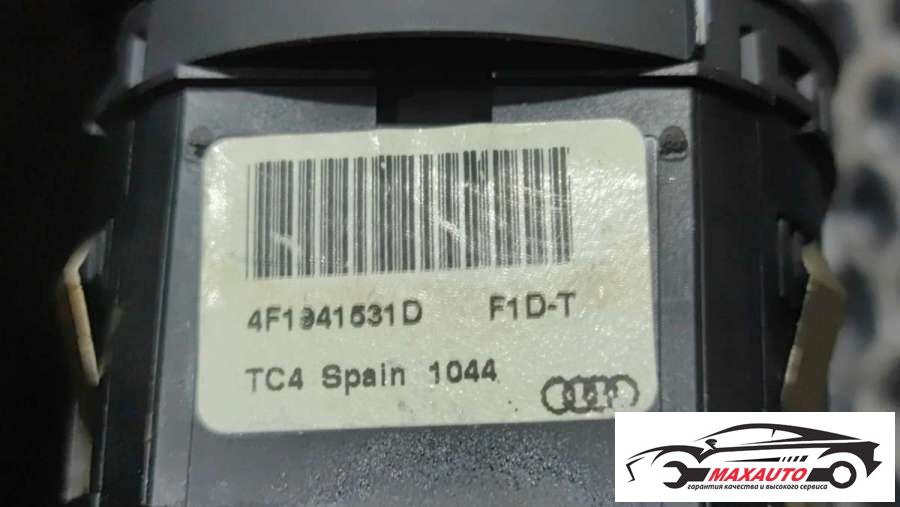 4F1941531D F1D-T
TC4 Spain 1044
MAXAUTO
гарантия качества и высокого сервиса